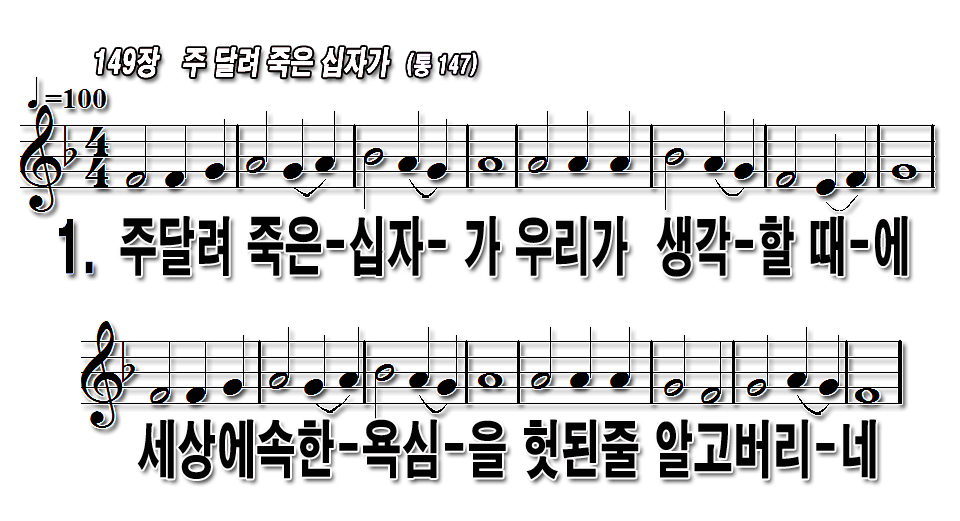 149장 주 달려 죽은 십자가 (통 147)
♩=100
4
4
1. 주달려 죽은-십자- 가 우리가 생각-할 때-에
세상에속한-욕심-을 헛된줄 알고버리-네